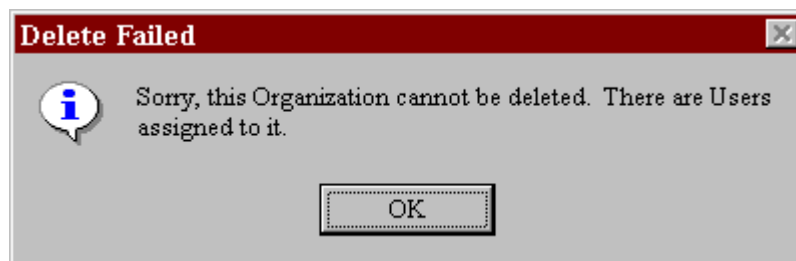 Delete Failed
Sorry, this Organization cannot be deleted.  There are Users
assigned to it.
OK